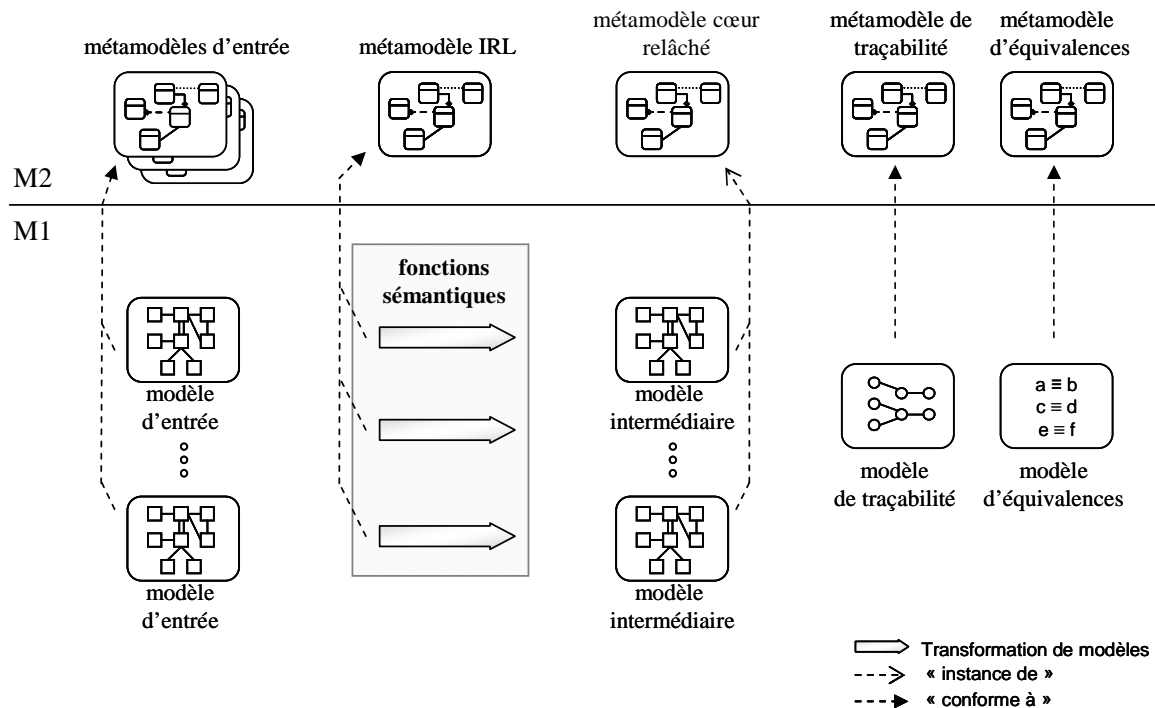 métamodèles d’entrée
métamodèle IRL
métamodèle cœur
relâché
métamodèle de
traçabilité
métamodèle
d’équivalences
M2
M1
fonctions
sémantiques
modèle
d’entrée
modèle
intermédiaire
a ≡ b
c ≡ d
e ≡ f
modèle
de traçabilité
modèle
d’équivalences
modèle
d’entrée
modèle
intermédiaire
Transformation de modèles
« instance de »
« conforme à »